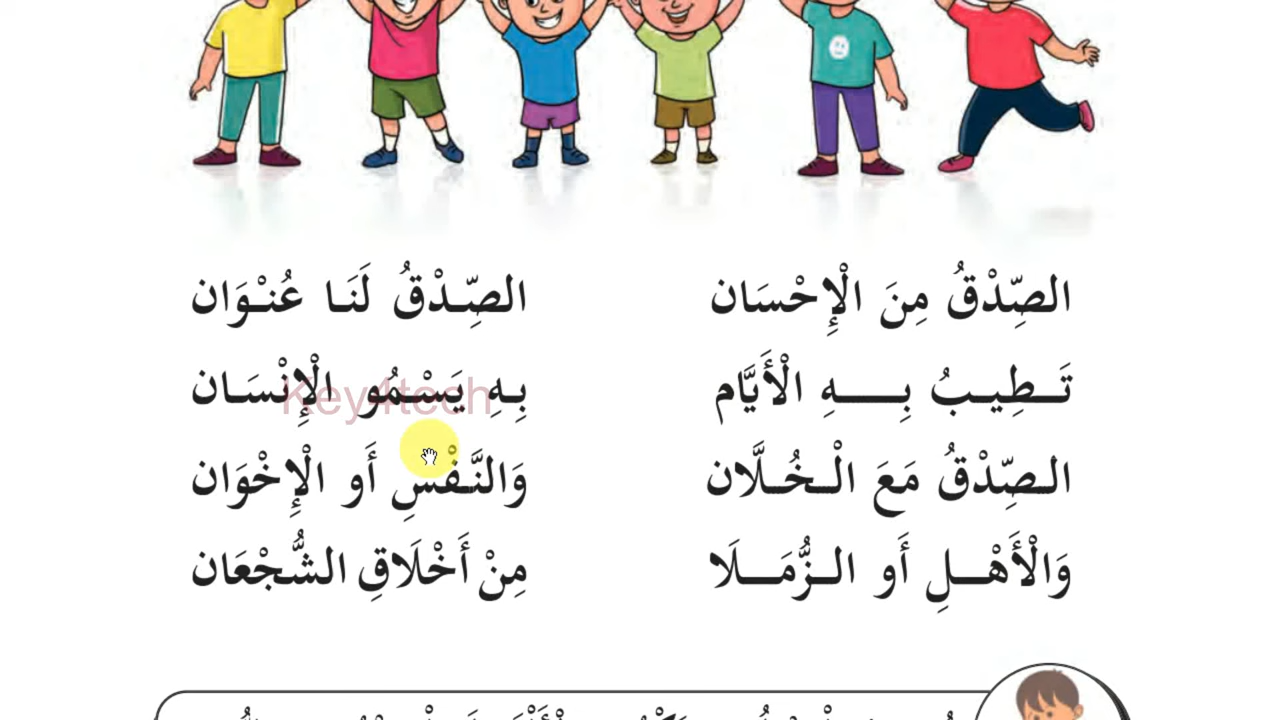 الصِّدْقُ مِنَ الْإِحْسَان الصِّدْقُ لَنَا عُنْوَان
تَطِيبُ بِهِ الْأَيَّام بِهِ يَسْمُو الْإِنْسَان
الصِّدْقُ مَعَ الْخُلَّان وَالنَّفْسِ أَو الْإِخْوَان
وَالْأَهْلِ أَو الزُّمَلَا مِنْ أَخْلَاقِ الشُّجْعَان
Key4tech